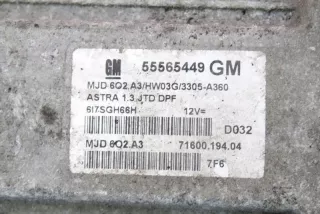 GM 55565449 GM
MJD 6O2.A3/HW03G/3305-A360
ASTRA 1.3 JTD DPF
6I7SGH66H 12V=
D032
MJD 6O2.A3 71600.194.04
7F6